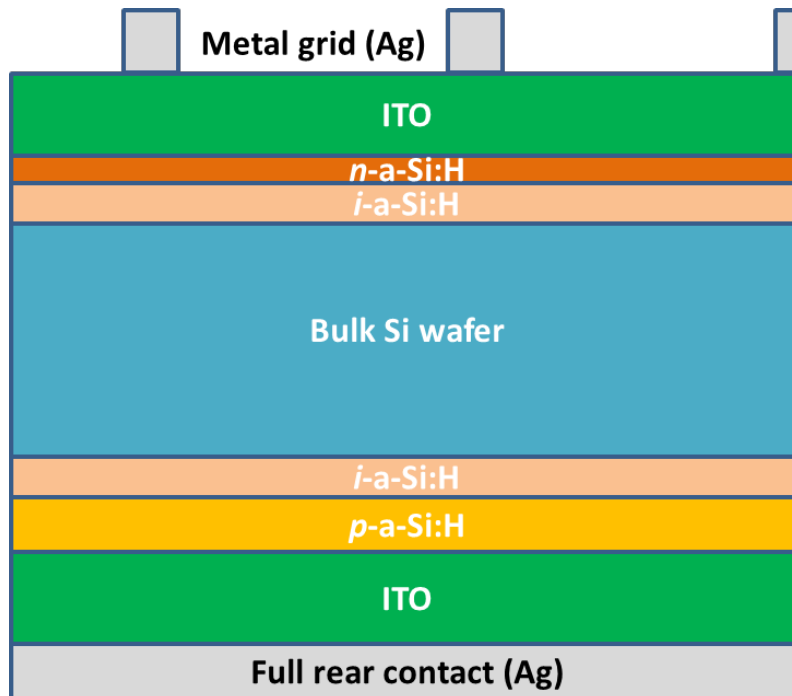 Metal grid (Ag)
ITO
n-a-Si:H
i-a-Si:H
Bulk Si wafer
i-a-Si:H
p-a-Si:H
ITO
Full rear contact (Ag)